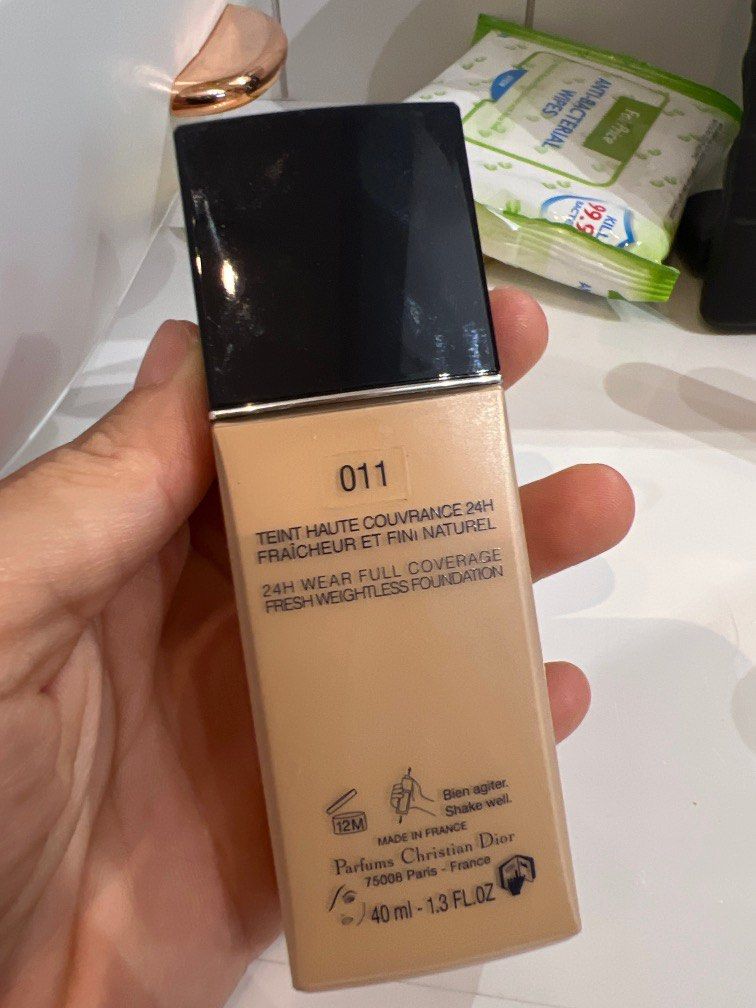 011
TEINT HAUTE COUVRANCE 24H
FRAÎCHEUR ET FINI NATUREL
24H WEAR FULL COVERAGE
FRESH WEIGHTLESS FOUNDATION
12M
Bien agiter.
Shake well.
MADE IN FRANCE
Parfums Christian Dior
75008 Paris - France
40 ml - 1.3 FL.OZ
ANTI-BACTERIAL
WIPES
KILL
99.9